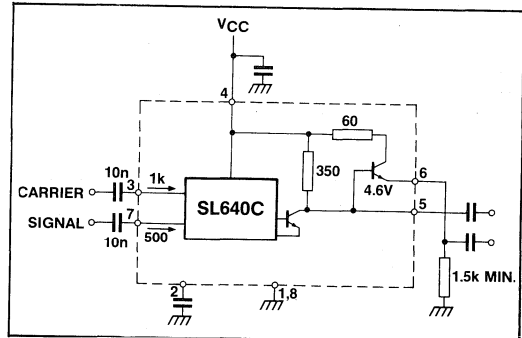 VCC
4
60
350
6
4.6V
10n
3
1k
CARRIER
SL640C
5
SIGNAL
7
500
10n
2
1,8
1.5k MIN.